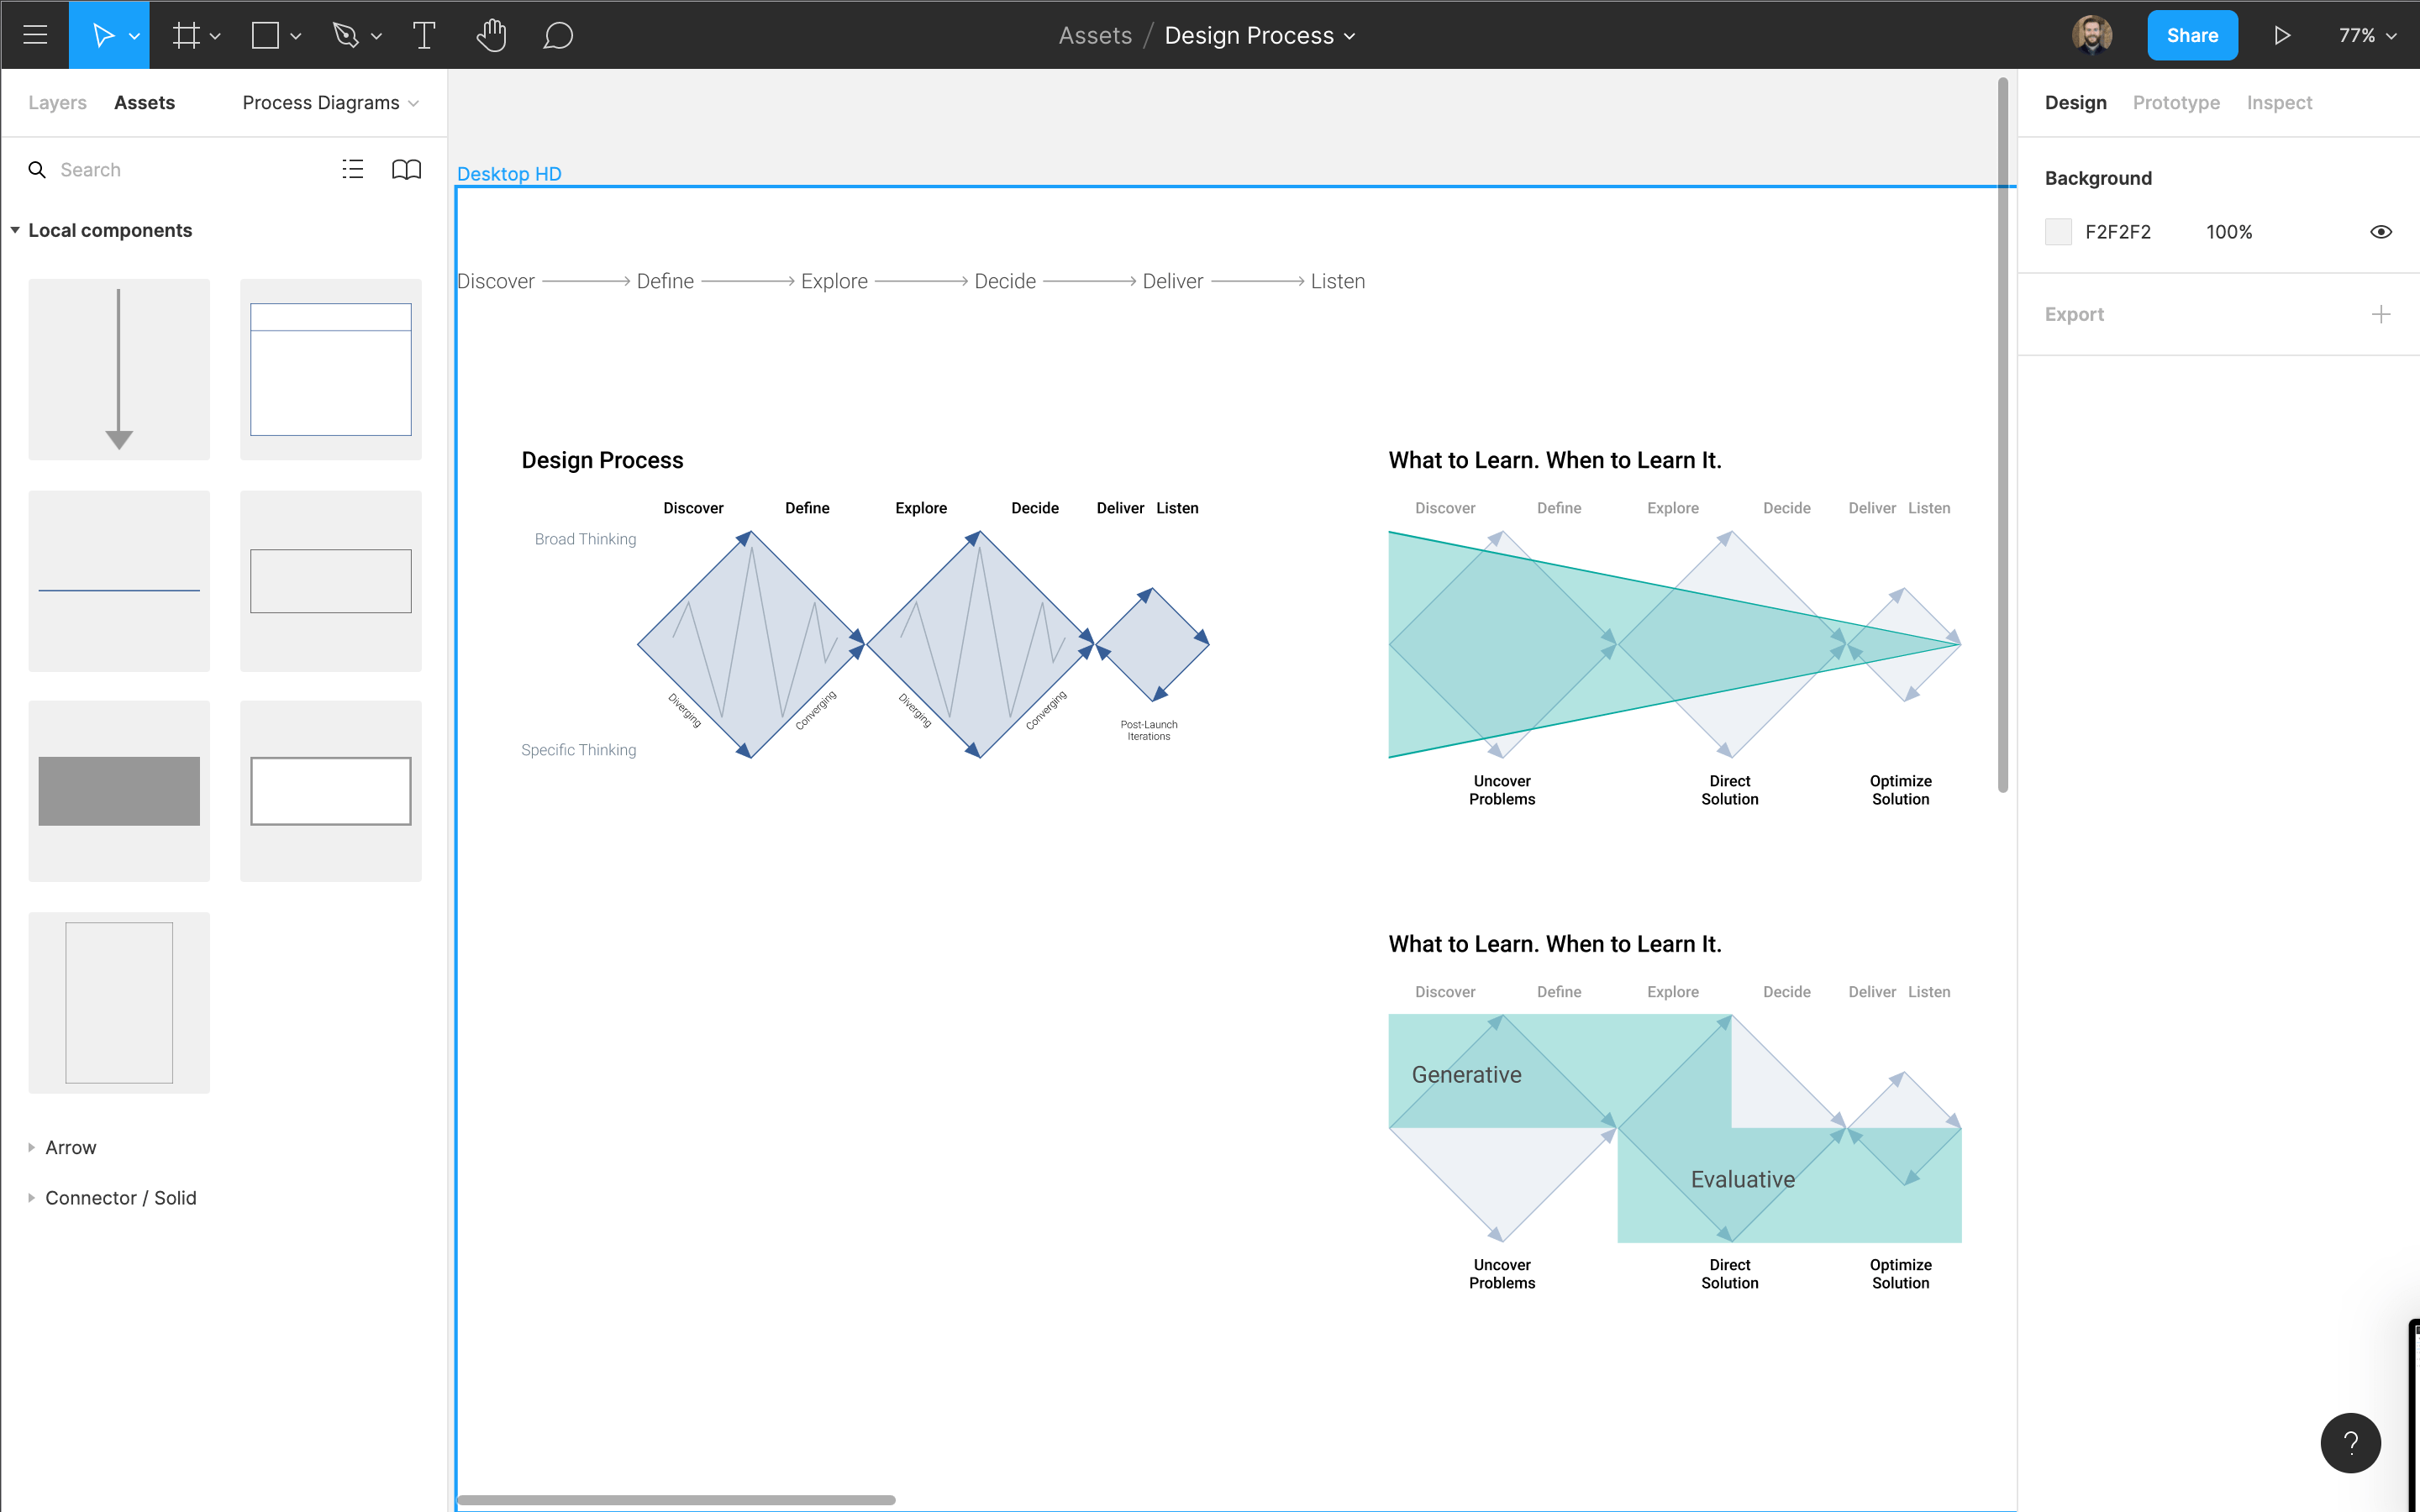 Assets / Design Process
Share
77%
Layers
Assets
Process Diagrams
Design
Prototype
Inspect
Search
Local components
Arrow
Connector / Solid
Background
F2F2F2
100%
Export
Desktop HD
Discover
Define
Explore
Decide
Deliver
Listen
Design Process
Discover
Define
Explore
Decide
Deliver
Listen
Broad Thinking
Diverging
Converging
Diverging
Converging
Post-Launch
Iterations
Specific Thinking
What to Learn. When to Learn It.
Discover
Define
Explore
Decide
Deliver
Listen
Uncover
Problems
Direct
Solution
Optimize
Solution
What to Learn. When to Learn It.
Discover
Define
Explore
Decide
Deliver
Listen
Generative
Evaluative
Uncover
Problems
Direct
Solution
Optimize
Solution
?